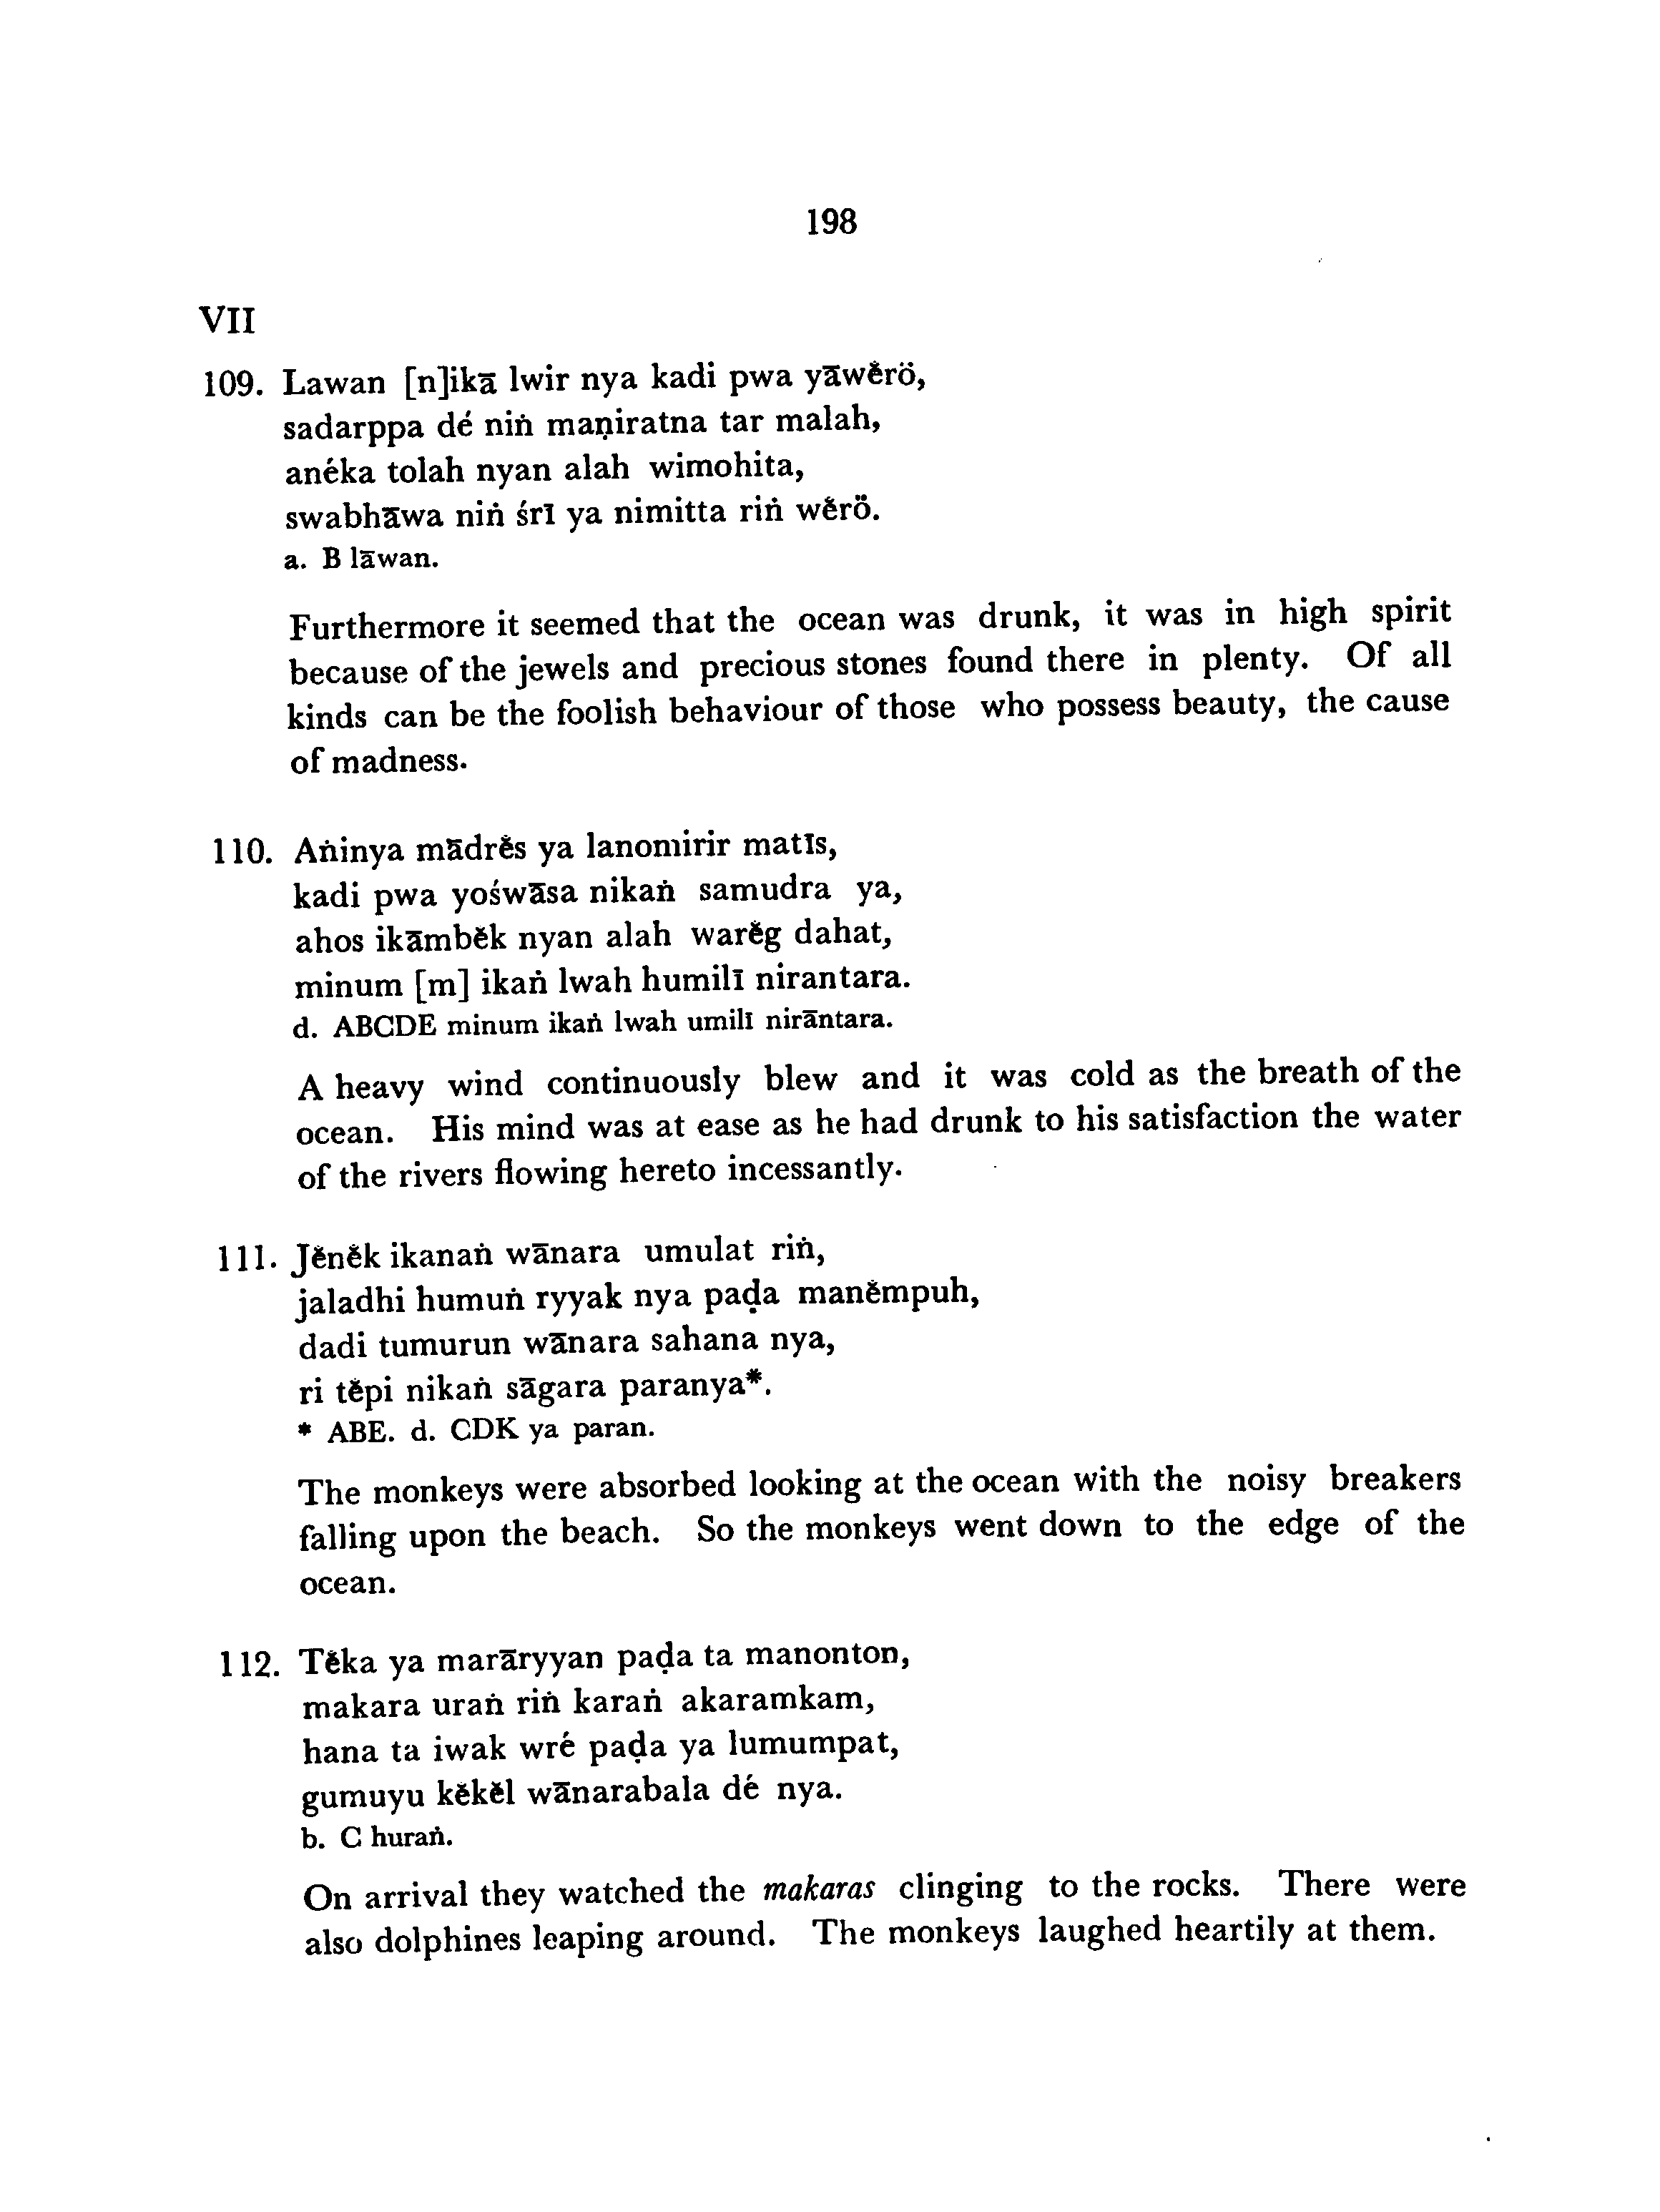 198
VII
109. Lawan [n]ikā lwir nya kadi pwa yāwĕrö,
sadarppa dé niṅ maṇiratna tar malah,
anéka tolah nyan alah wimohita,
swabhāwa niṅ śrī ya nimitta riṅ wĕrö.
a. B lāwan.
Furthermore it seemed that the ocean was drunk, it was in high spirit
because of the jewels and precious stones found there in plenty. Of all
kinds can be the foolish behaviour of those who possess beauty, the cause
of madness.
110. Aṅinya mādrĕs ya lanomirir matīs,
kadi pwa yośwāsa nikaṅ samudra ya,
ahos ikāmbĕk nyan alah warĕg dahat,
minum [m] ikaṅ lwah humilī nirantara.
d. ABCDE minum ikaṅ lwah umilī nirāntara.
A heavy wind continuously blew and it was cold as the breath of the
ocean. His mind was at ease as he had drunk to his satisfaction the water
of the rivers flowing hereto incessantly.
111. Jĕnĕk ikanaṅ wānara umulat riṅ,
jaladhi humuṅ ryyak nya paḍa manĕmpuh,
dadi tumurun wānara sahana nya,
ri tĕpi nikaṅ sāgara paranya*.
* ABE. d. CDK ya paran.
The monkeys were absorbed looking at the ocean with the noisy breakers
falling upon the beach. So the monkeys went down to the edge of the
ocean.
112. Tĕka ya marāryyan paḍa ta manonton,
makara uraṅ riṅ karaṅ akaramkam,
hana ta iwak wré paḍa ya lumumpat,
gumuyu kĕkĕl wānarabala dé nya.
b. C huraṅ.
On arrival they watched the makaras clinging to the rocks. There were
also dolphines leaping around. The monkeys laughed heartily at them.